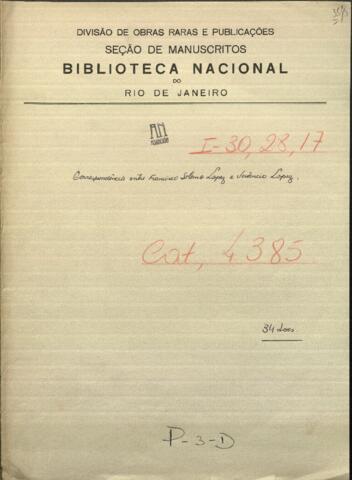 DIVISÃO DE OBRAS RARAS E PUBLICAÇÕES
SEÇÃO DE MANUSCRITOS
BIBLIOTECA NACIONAL
DO
RIO DE JANEIRO
I-30,28,17
Correspondência entre Francisco Solano Lopez e Venâncio Lopez.
Cat, 4385
34 docs
P-3-D